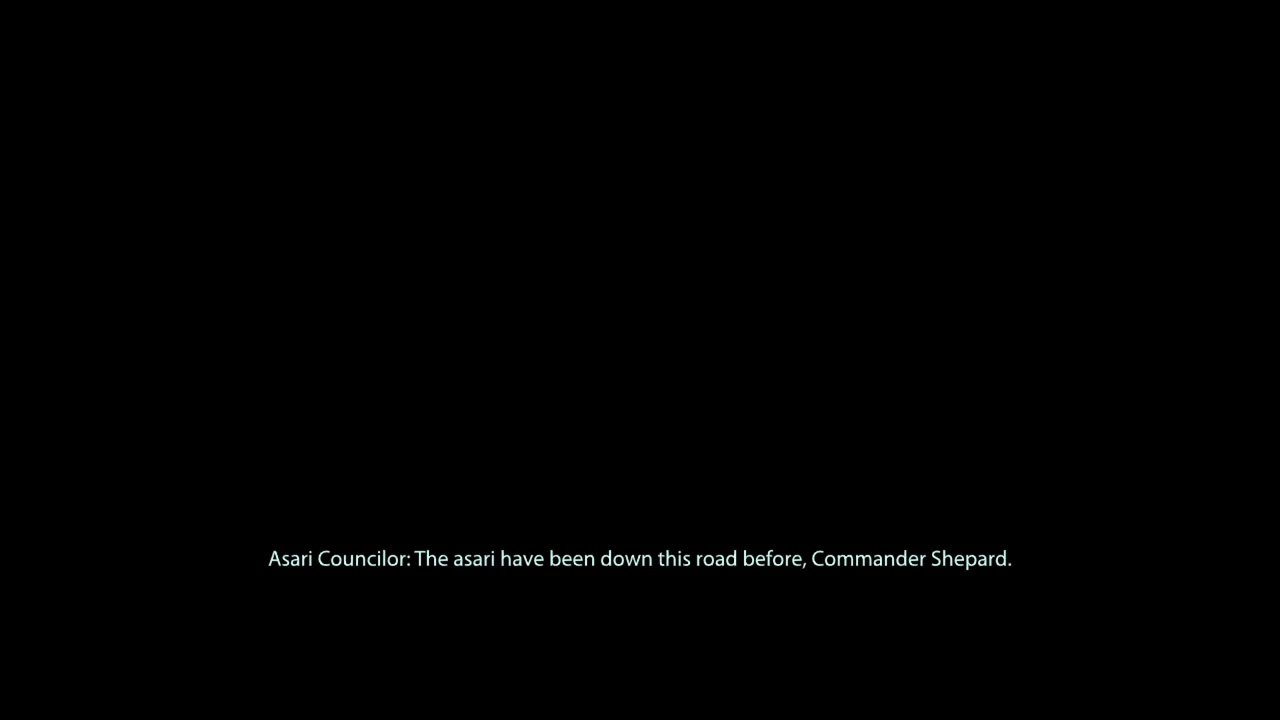 Asari Councilor: The asari have been down this road before, Commander Shepard.